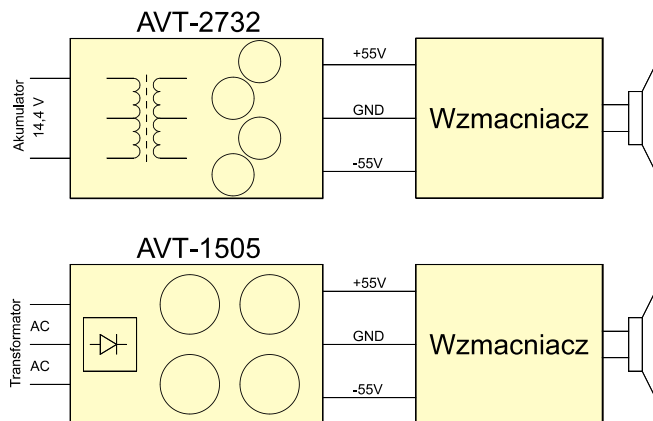 AVT-2732
Akumulator
14,4 V
+55V
GND
-55V
Wzmacniacz
AVT-1505
Transformator
AC
AC
+55V
GND
-55V
Wzmacniacz